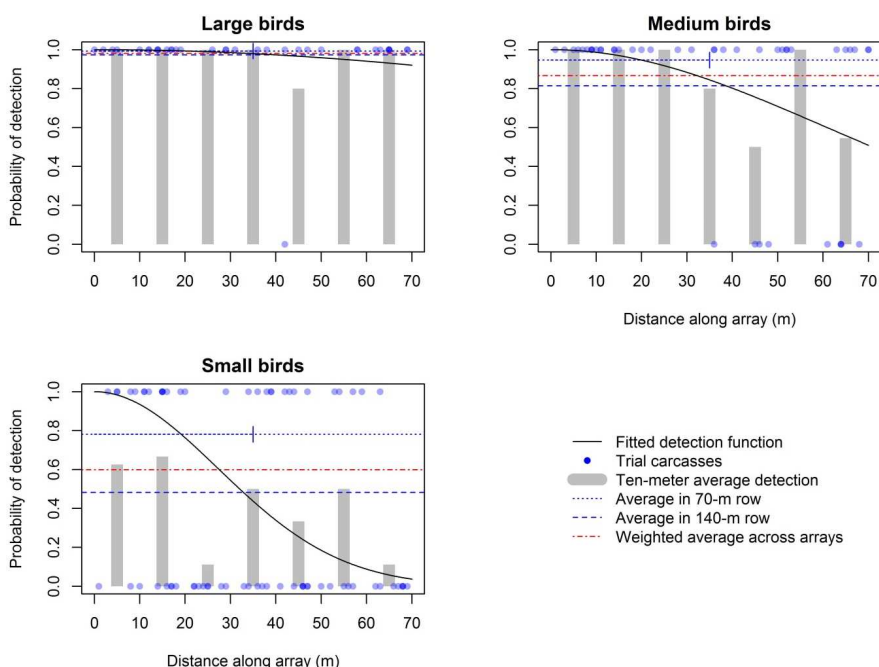 Large birds
Probability of detection
0.0 0.2 0.4 0.6 0.8 1.0
0 10 20 30 40 50 60 70
Medium birds
0.0 0.2 0.4 0.6 0.8 1.0
0 10 20 30 40 50 60 70
Distance along array (m)
Small birds
Probability of detection
0.0 0.2 0.4 0.6 0.8 1.0
0 10 20 30 40 50 60 70
Distance along array (m)
Fitted detection function
Trial carcasses
Ten-meter average detection
Average in 70-m row
Average in 140-m row
Weighted average across arrays